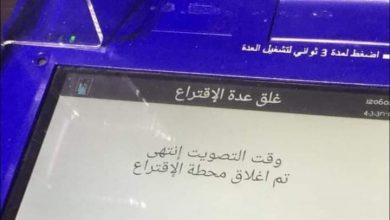 اضغط لمدة 3 ثواني لتشغيل العدة
غلق عدة الإقتراع
وقت التصويت إنتهى
تم اغلاق محطة الإقتراع